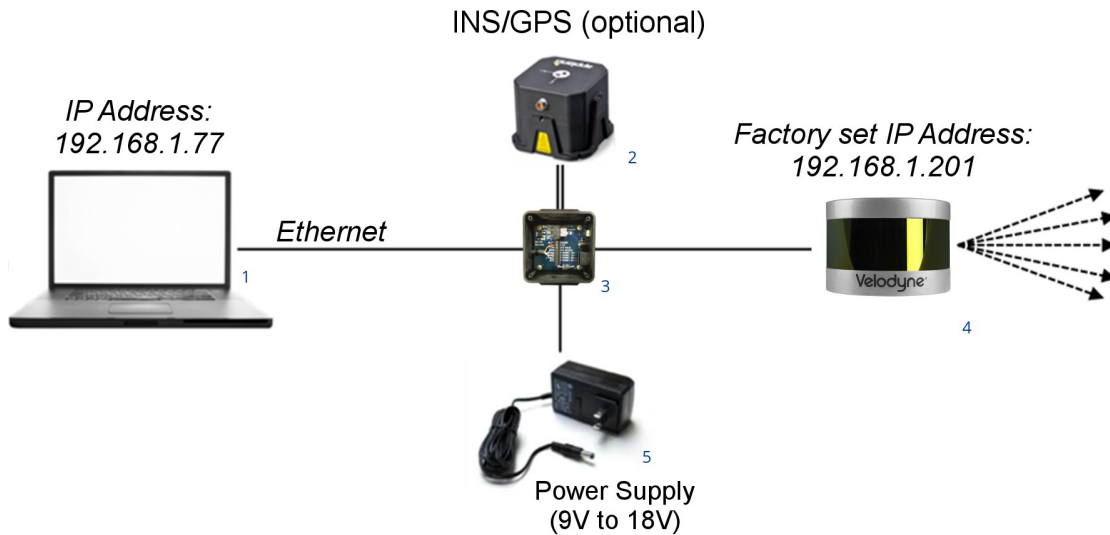 INS/GPS (optional)
IP Address:
192.168.1.77
2
Factory set IP Address:
192.168.1.201
Ethernet
1
3
Velodyne
4
5
Power Supply
(9V to 18V)